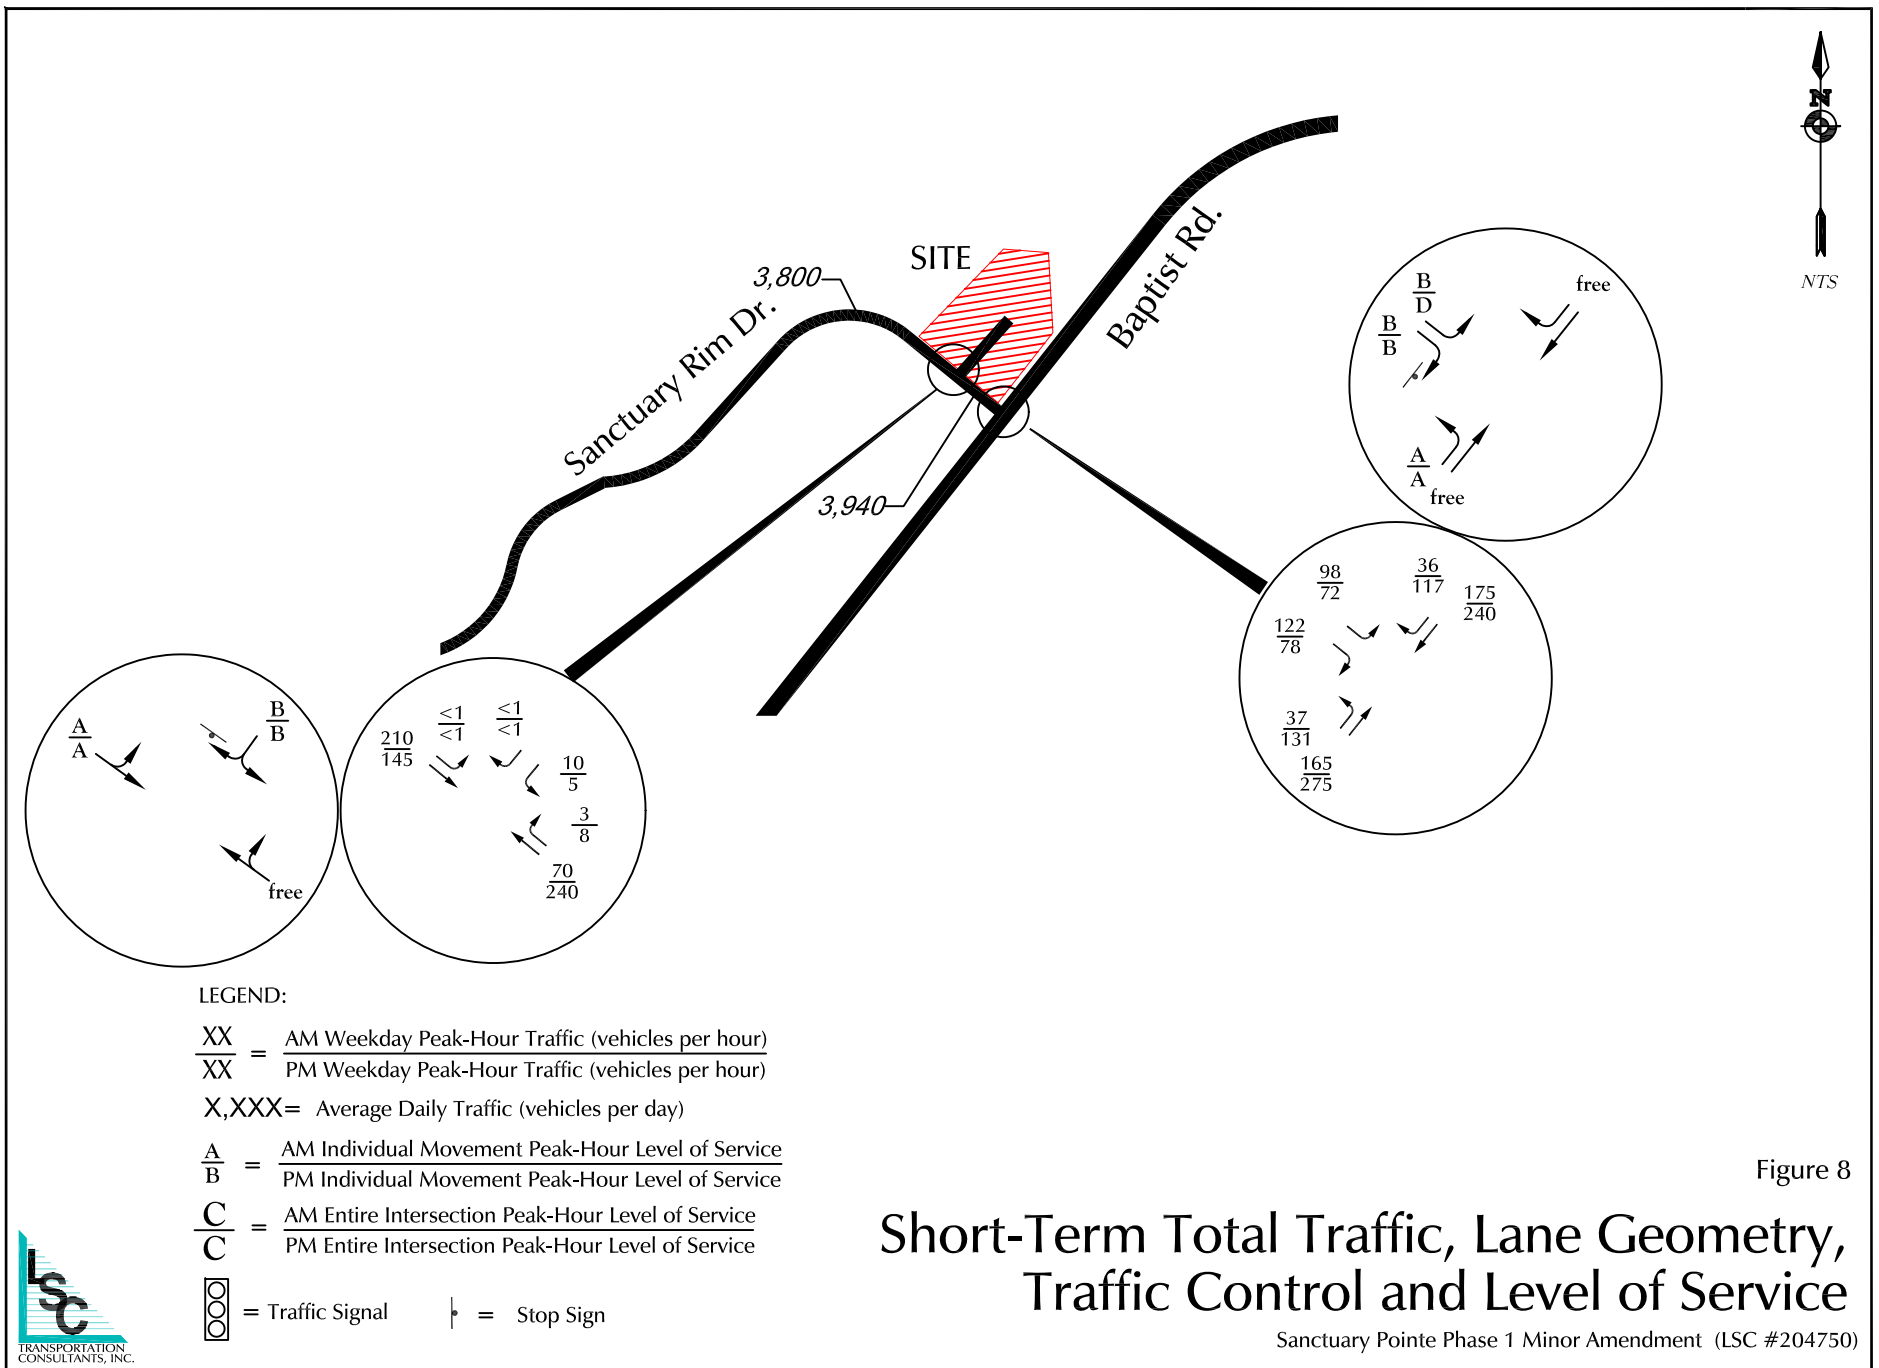 N
NTS
SITE
3,800
Sanctuary Rim Dr.
Baptist Rd.
3,940
B
D
B
B
free
A
A
free
98
72
36
117
175
240
122
78
37
131
165
275
A
A
B
B
free
210
145
<1
<1
<1
<1
10
5
3
8
70
240
LEGEND:
XX
XX
=
AM Weekday Peak-Hour Traffic (vehicles per hour)
PM Weekday Peak-Hour Traffic (vehicles per hour)
X,XXX= Average Daily Traffic (vehicles per day)
A
B
=
AM Individual Movement Peak-Hour Level of Service
PM Individual Movement Peak-Hour Level of Service
C
C
=
AM Entire Intersection Peak-Hour Level of Service
PM Entire Intersection Peak-Hour Level of Service
= Traffic Signal
= Stop Sign
LSC
TRANSPORTATION
CONSULTANTS, INC.
Figure 8
Short-Term Total Traffic, Lane Geometry,
Traffic Control and Level of Service
Sanctuary Pointe Phase 1 Minor Amendment (LSC #204750)